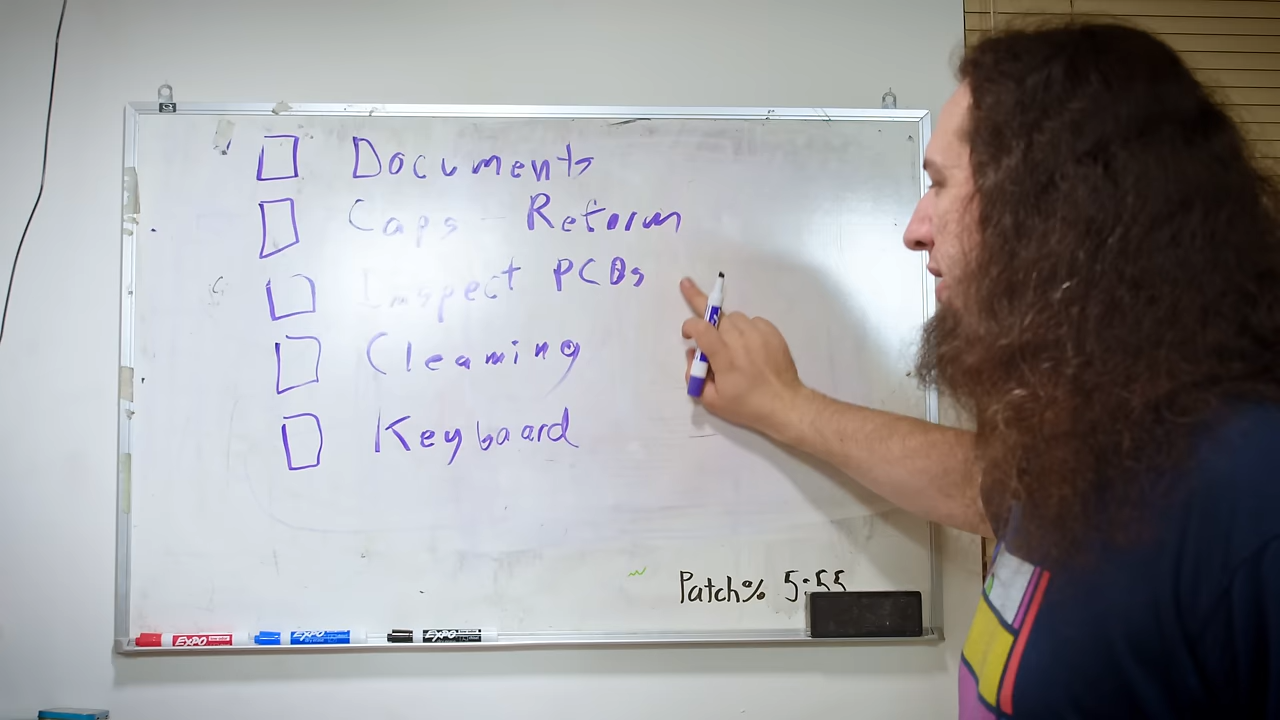 Documents
Caps - Reform
Inspect PCBs
Cleaning
Keyboard
Patch% 5:55
EXPO
EXPO
EXPO